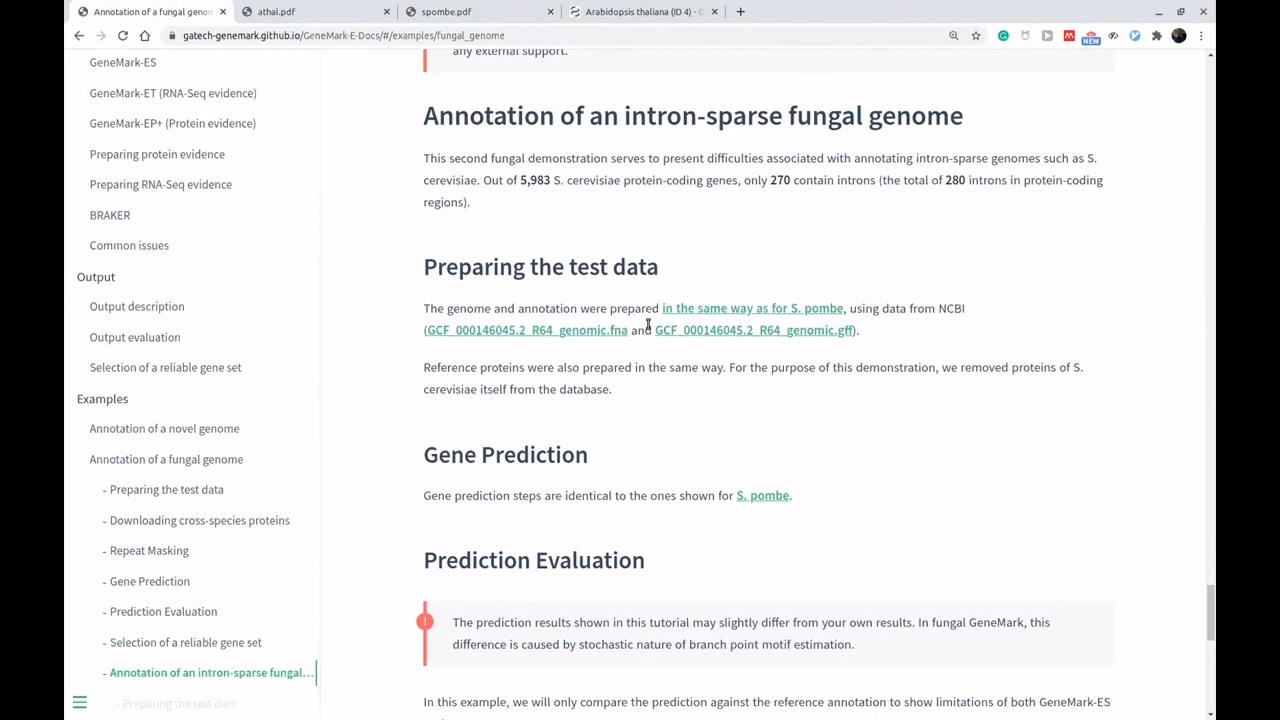 Annotation of a fungal geno
athal.pdf
spombe.pdf
Arabidopsis thaliana (ID 4) - C
gatech-genemark.github.io/GeneMark-E-Docs/#/examples/fungal_genome
NEW
GeneMark-ES
GeneMark-ET (RNA-Seq evidence)
GeneMark-EP+ (Protein evidence)
Preparing protein evidence
Preparing RNA-Seq evidence
BRAKER
Common issues
Output
Output description
Output evaluation
Selection of a reliable gene set
Examples
Annotation of a novel genome
Annotation of a fungal genome
- Preparing the test data
- Downloading cross-species proteins
- Repeat Masking
- Gene Prediction
- Prediction Evaluation
- Selection of a reliable gene set
- Annotation of an intron-sparse fungal...
- Preparing the test data
any external support.
Annotation of an intron-sparse fungal genome
This second fungal demonstration serves to present difficulties associated with annotating intron-sparse genomes such as S.
cerevisiae. Out of 5,983 S. cerevisiae protein-coding genes, only 270 contain introns (the total of 280 introns in protein-coding
regions).
Preparing the test data
The genome and annotation were prepared in the same way as for S. pombe, using data from NCBI
(GCF_000146045.2_R64_genomic.fna and GCF_000146045.2_R64_genomic.gff).
Reference proteins were also prepared in the same way. For the purpose of this demonstration, we removed proteins of S.
cerevisiae itself from the database.
Gene Prediction
Gene prediction steps are identical to the ones shown for S. pombe.
Prediction Evaluation
The prediction results shown in this tutorial may slightly differ from your own results. In fungal GeneMark, this
difference is caused by stochastic nature of branch point motif estimation.
In this example, we will only compare the prediction against the reference annotation to show limitations of both GeneMark-ES